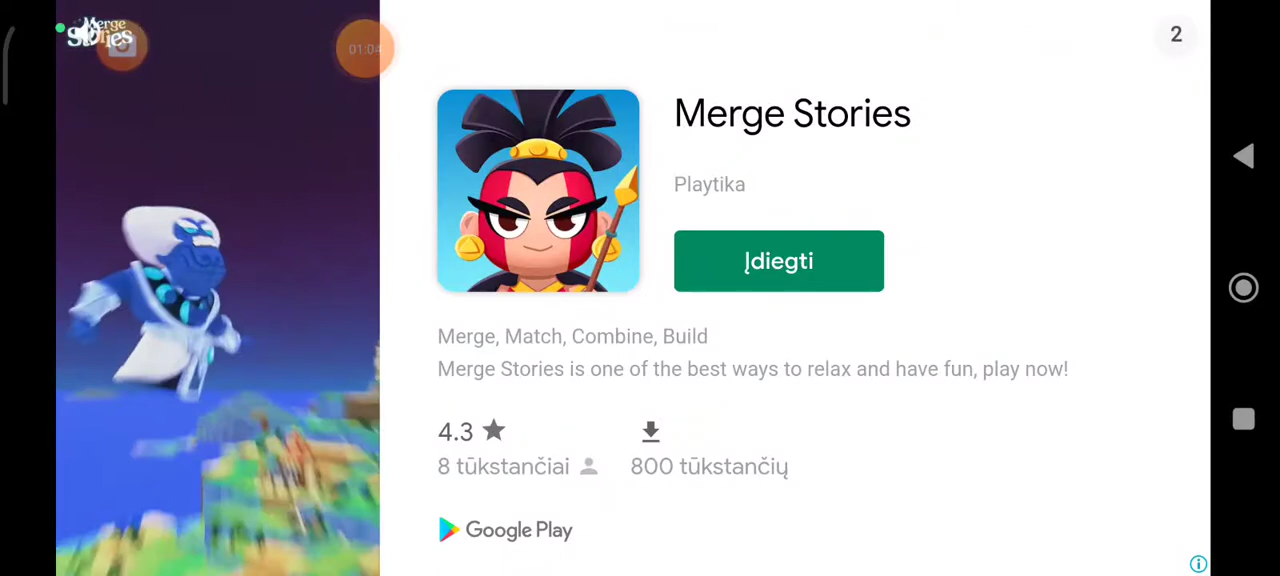 Merge
Stories
01:04
2
Merge Stories
Playtika
Įdiegti
Merge, Match, Combine, Build
Merge Stories is one of the best ways to relax and have fun, play now!
4.3
8 tūkstančiai
800 tūkstančių
Google Play